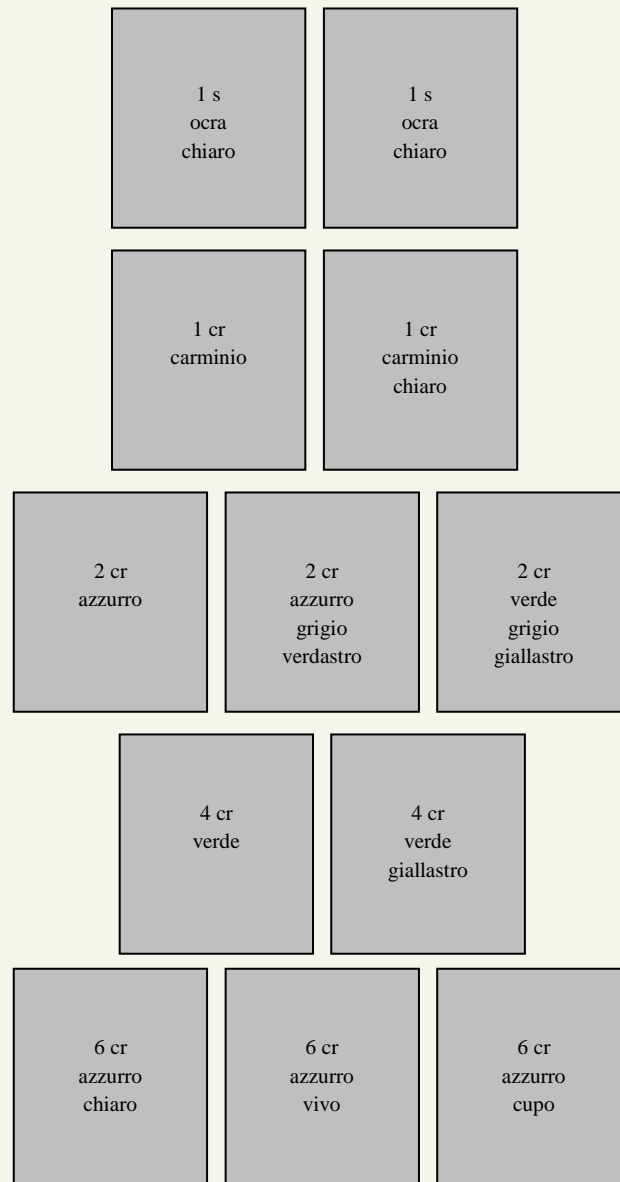 1 s
ocra
chiaro
1 s
ocra
chiaro
1 cr
carminio
1 cr
carminio
chiaro
2 cr
azzurro
2 cr
azzurro
grigio
verdastro
2 cr
verde
grigio
giallastro
4 cr
verde
4 cr
verde
giallastro
6 cr
azzurro
chiaro
6 cr
azzurro
vivo
6 cr
azzurro
cupo